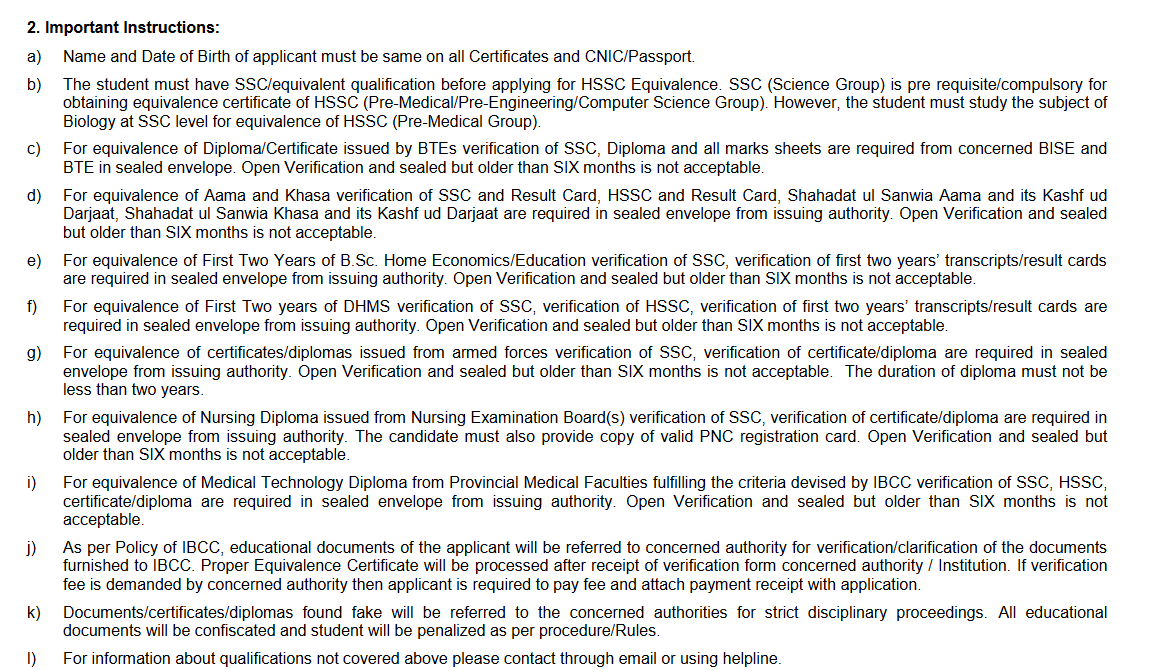 2. Important Instructions:
a) Name and Date of Birth of applicant must be same on all Certificates and CNIC/Passport.
b) The student must have SSC/equivalent qualification before applying for HSSC Equivalence. SSC (Science Group) is pre requisite/compulsory for
obtaining equivalence certificate of HSSC (Pre-Medical/Pre-Engineering/Computer Science Group). However, the student must study the subject of
Biology at SSC level for equivalence of HSSC (Pre-Medical Group).
c) For equivalence of Diploma/Certificate issued by BTEs verification of SSC, Diploma and all marks sheets are required from concerned BISE and
BTE in sealed envelope. Open Verification and sealed but older than SIX months is not acceptable.
d) For equivalence of Aama and Khasa verification of SSC and Result Card, HSSC and Result Card, Shahadat ul Sanwia Aama and its Kashf ud
Darjaat, Shahadat ul Sanwia Khasa and its Kashf ud Darjaat are required in sealed envelope from issuing authority. Open Verification and sealed
but older than SIX months is not acceptable.
e) For equivalence of First Two Years of B.Sc. Home Economics/Education verification of SSC, verification of first two years’ transcripts/result cards
are required in sealed envelope from issuing authority. Open Verification and sealed but older than SIX months is not acceptable.
f) For equivalence of First Two years of DHMS verification of SSC, verification of HSSC, verification of first two years’ transcripts/result cards are
required in sealed envelope from issuing authority. Open Verification and sealed but older than SIX months is not acceptable.
g) For equivalence of certificates/diplomas issued from armed forces verification of SSC, verification of certificate/diploma are required in sealed
envelope from issuing authority. Open Verification and sealed but older than SIX months is not acceptable. The duration of diploma must not be
less than two years.
h) For equivalence of Nursing Diploma issued from Nursing Examination Board(s) verification of SSC, verification of certificate/diploma are required in
sealed envelope from issuing authority. The candidate must also provide copy of valid PNC registration card. Open Verification and sealed but
older than SIX months is not acceptable.
i) For equivalence of Medical Technology Diploma from Provincial Medical Faculties fulfilling the criteria devised by IBCC verification of SSC, HSSC,
certificate/diploma are required in sealed envelope from issuing authority. Open Verification and sealed but older than SIX months is not
acceptable.
j) As per Policy of IBCC, educational documents of the applicant will be referred to concerned authority for verification/clarification of the documents
furnished to IBCC. Proper Equivalence Certificate will be processed after receipt of verification form concerned authority / Institution. If verification
fee is demanded by concerned authority then applicant is required to pay fee and attach payment receipt with application.
k) Documents/certificates/diplomas found fake will be referred to the concerned authorities for strict disciplinary proceedings. All educational
documents will be confiscated and student will be penalized as per procedure/Rules.
l) For information about qualifications not covered above please contact through email or using helpline.